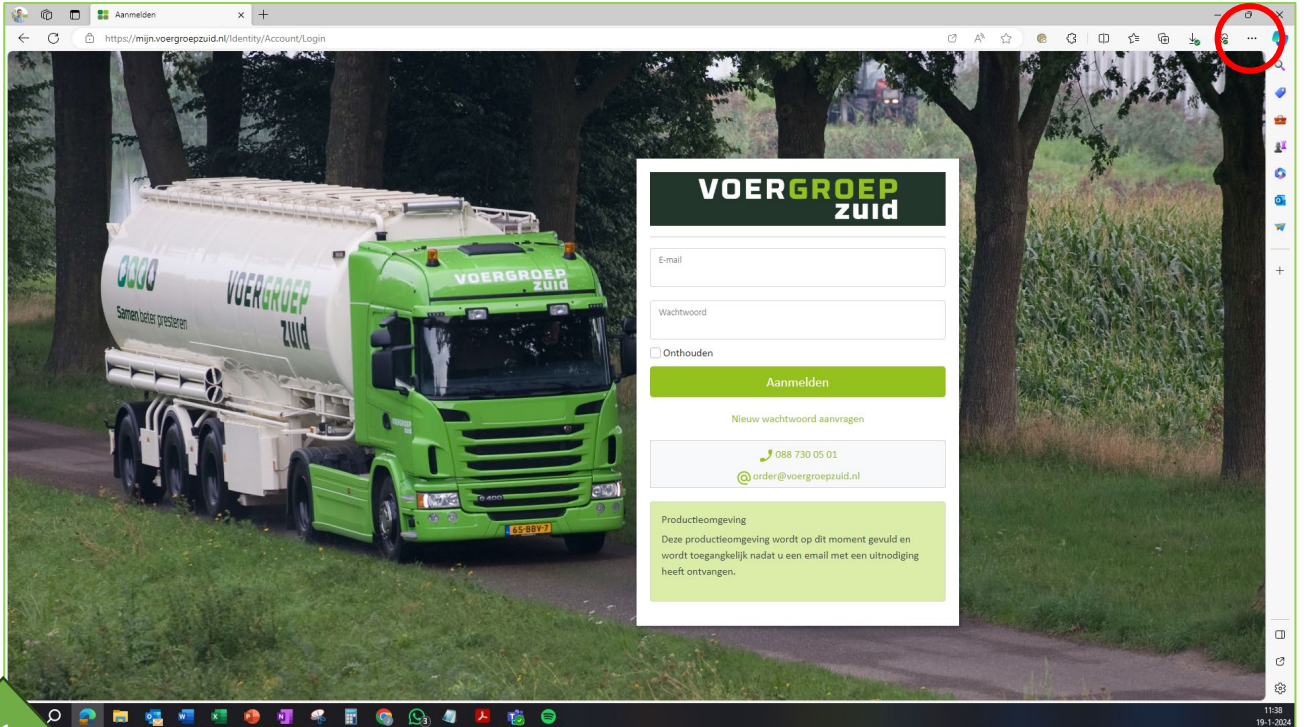 Aanmelden
https://mijn.voergroepzuid.nl/Identity/Account/Login
VOERGROEP
zuid
Samen beter presteren
VOERGROEP
zuid
G 400
65-BBV-7
VOERGROEP
zuid
E-mail
Wachtwoord
Onthouden
Aanmelden
Nieuw wachtwoord aanvragen
088 730 05 01
order@voergroepzuid.nl
Productieomgeving
Deze productieomgeving wordt op dit moment gevuld en
wordt toegankelijk nadat u een email met een uitnodiging
heeft ontvangen.
11:38
19-1-2024